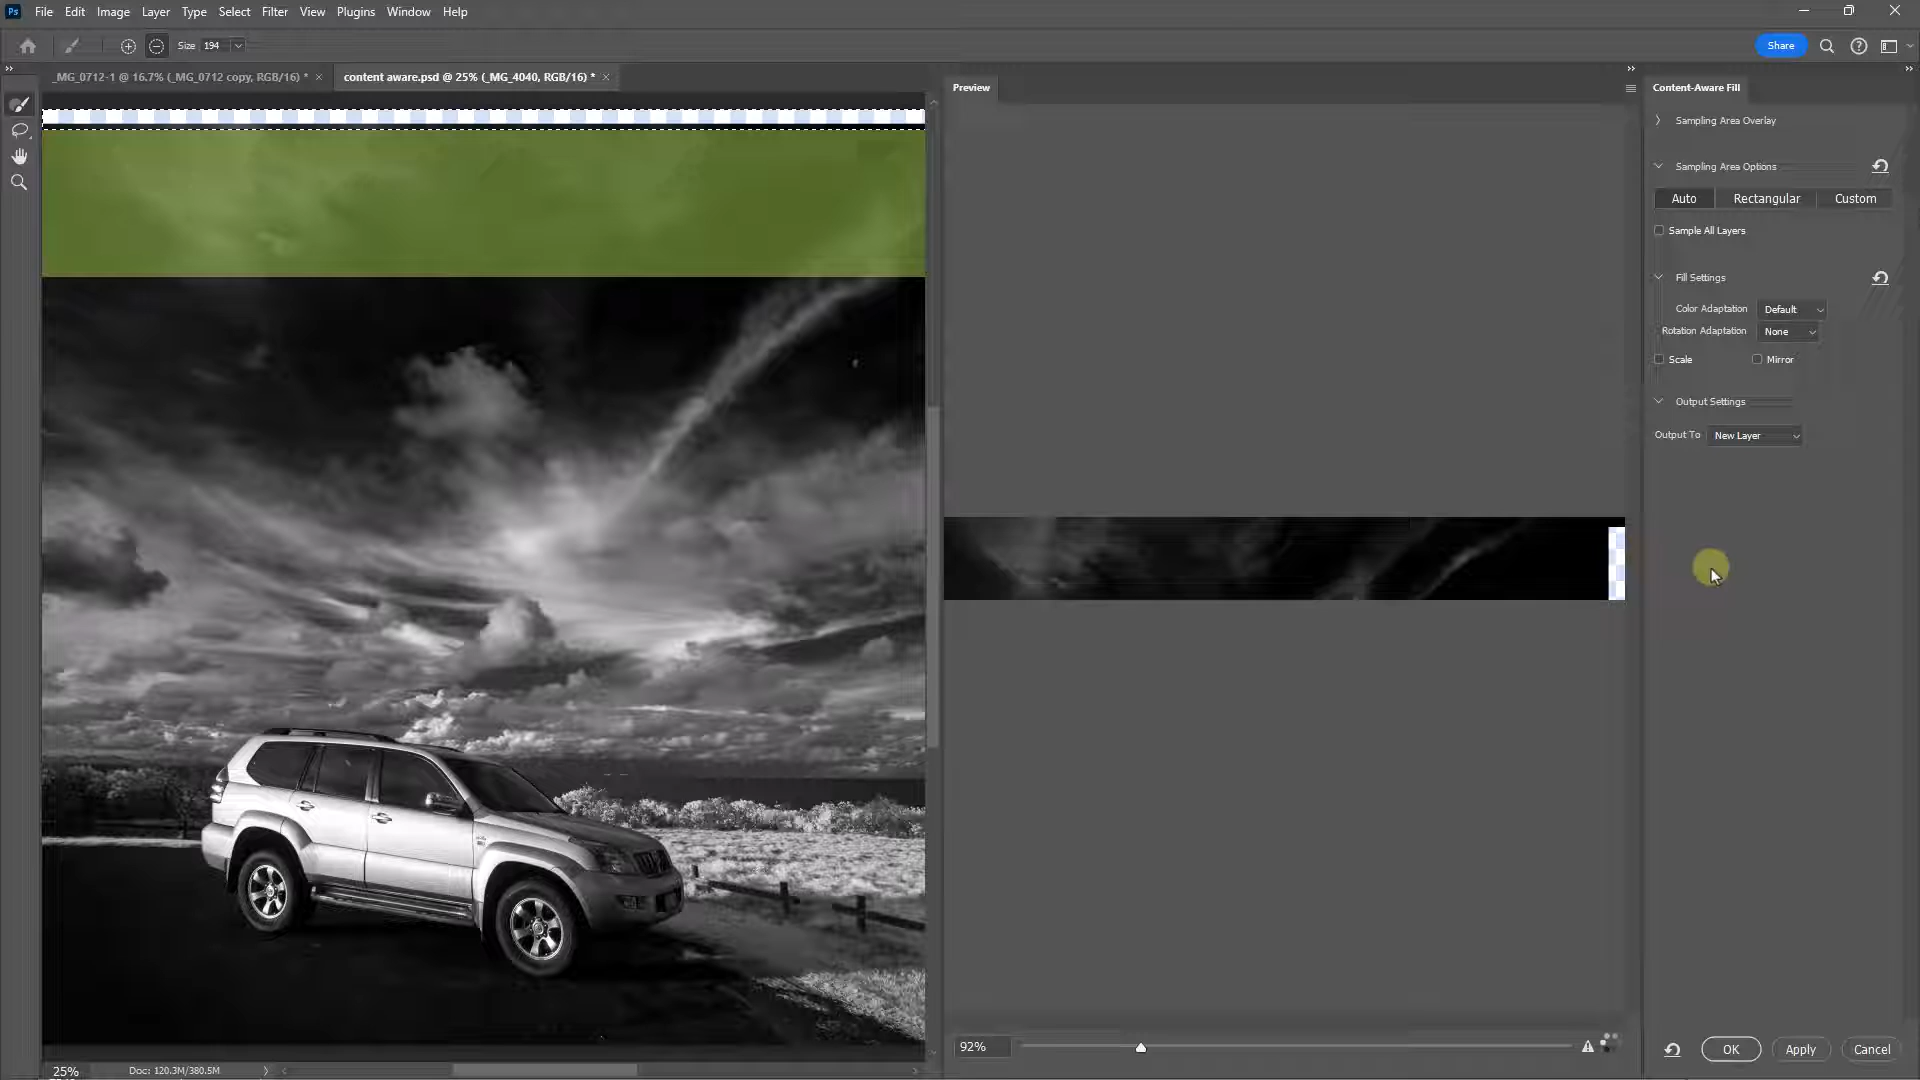 Ps File Edit Image Layer Type Select Filter View Plugins Window Help
Size 194 Share
_MG_0712-1 @ 16.7% (_MG_0712 copy, RGB/16) *
content aware.psd @ 25% (_MG_4040, RGB/16) *
Preview
Content-Aware Fill
Sampling Area Overlay
Sampling Area Options
Auto Rectangular Custom
Sample All Layers
Fill Settings
Color Adaptation Default
Rotation Adaptation None
Scale Mirror
Output Settings
Output To New Layer
92%
OK Apply Cancel
25% Doc: 120.3M/380.5M